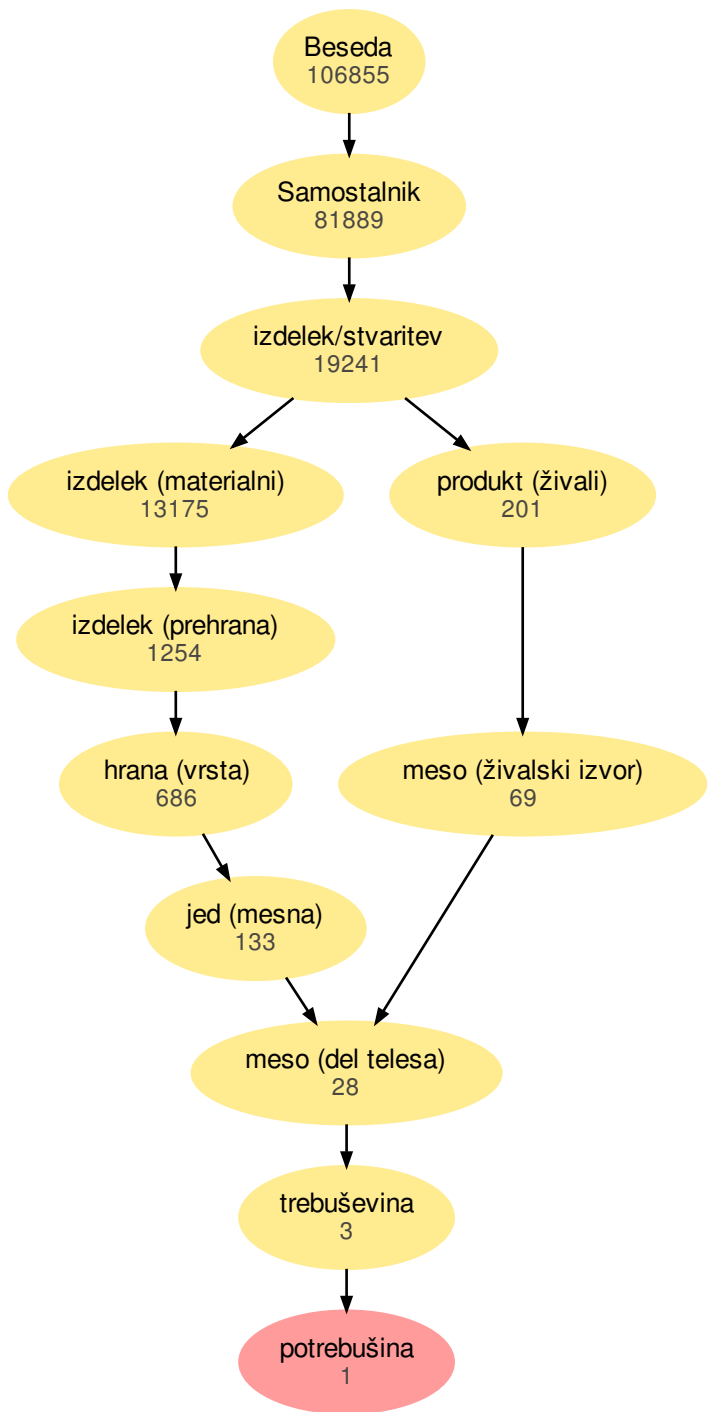 Beseda
106855
Samostalnik
81889
izdelek/stvaritev
19241
izdelek (materialni)
13175
produkt (živali)
201
izdelek (prehrana)
1254
hrana (vrsta)
686
meso (živalski izvor)
69
jed (mesna)
133
meso (del telesa)
28
trebuševina
3
potrebušina
1